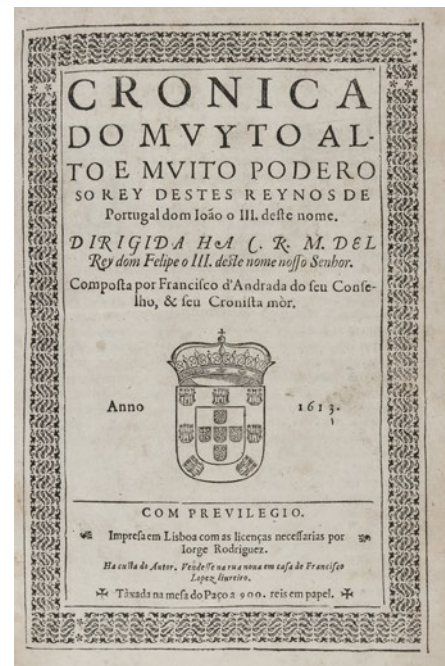 CRONICA
DO MVYTO AL-
TO E MVITO PODERO
SO REY DESTES REYNOS DE
Portugal dom Ioão o III. deſte nome.
DIRIGIDA HA C. R. M. DEL
Rey dom Felipe o III. deſte nome noſſo Senhor.
Compoſta por Franciſco d'Andrada do ſeu Conſe-
lho, & ſeu Croniſta mòr.
Anno 1613.
COM PREVILEGIO.
Impreſa em Lisboa com as licenças neceſſarias por
Iorge Rodriguez.
Ha cuſta do Autor. Vendeſſe na rua noua em caſa de Franciſco
Lopez liureiro.
Tàxada na meſa do Paço a 900. reis em papel.